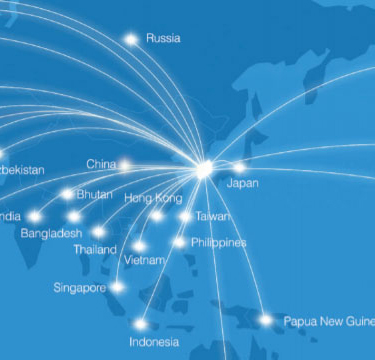 Russia
China
zbekistan
Japan
Bhutan
Hong Kong
ndia
Taiwan
Bangladesh
Philippines
Thailand
Vietnam
Singapore
Papua New Guine
Indonesia